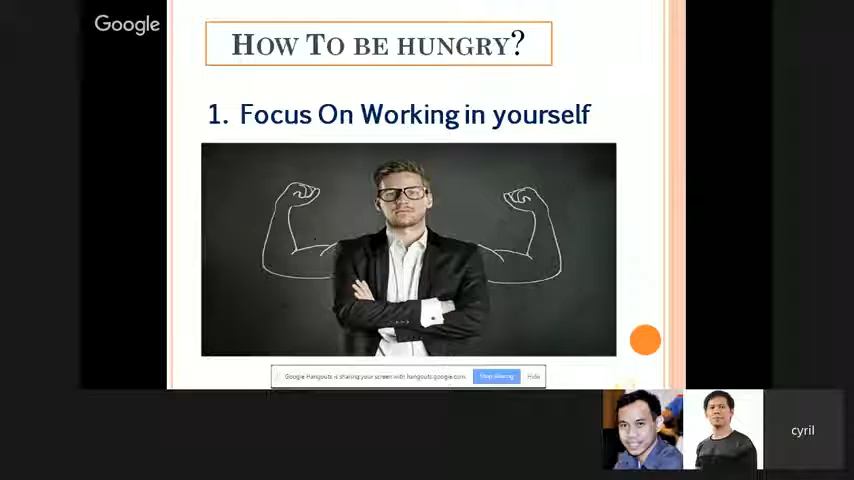 Google
HOW TO BE HUNGRY?
1. Focus On Working in yourself
Google Hangouts is sharing your screen with hangouts.google.com.
Stop sharing
Hide
cyril